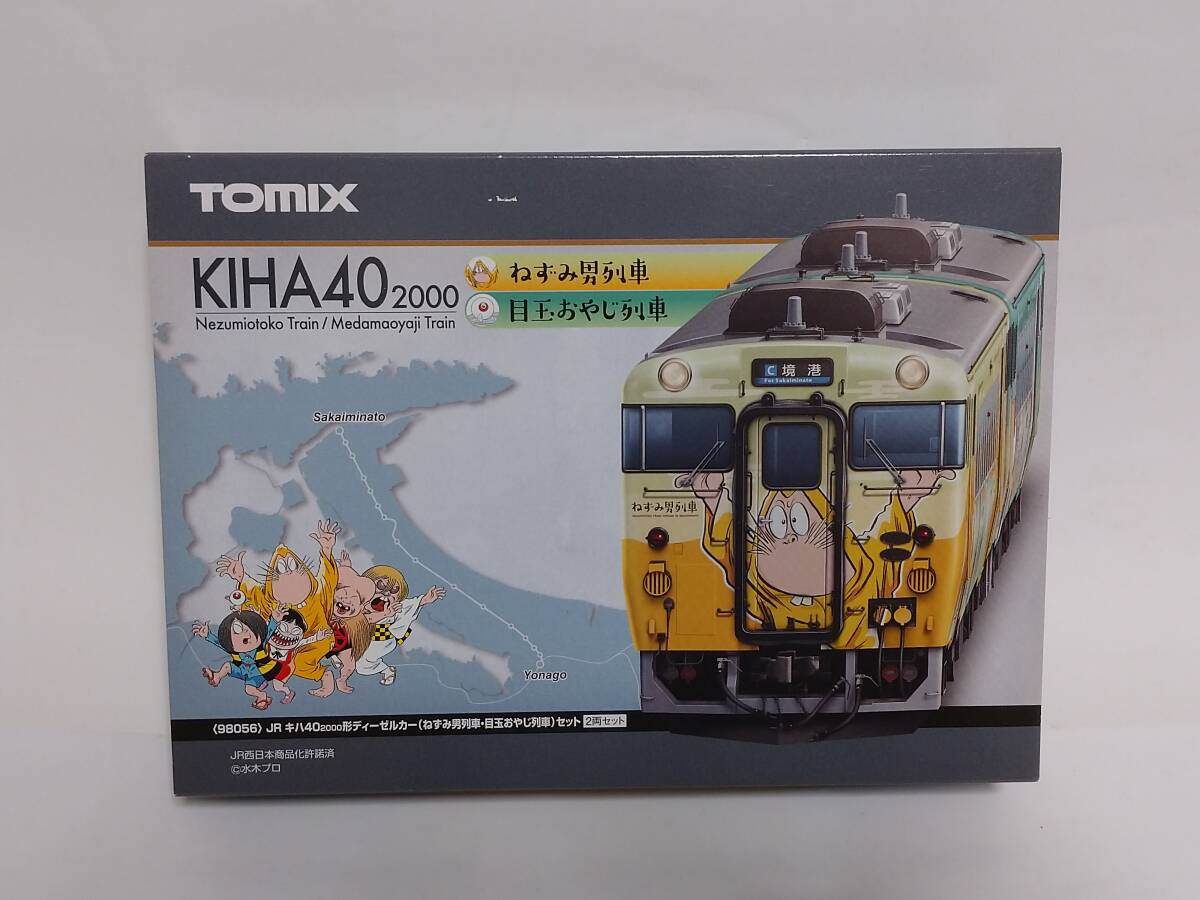 TOMIX
KIHA40 2000
Nezumiotoko Train / Medamaoyaji Train
ねずみ男列車
目玉おやじ列車
C 境港
For Sakaiminato
Sakaiminato
ねずみ男列車
Yonago
〈98056〉 JR キハ40 2000形ディーゼルカー(ねずみ男列車・目玉おやじ列車)セット 2両セット
JR西日本商品化許諾済
©水木プロ